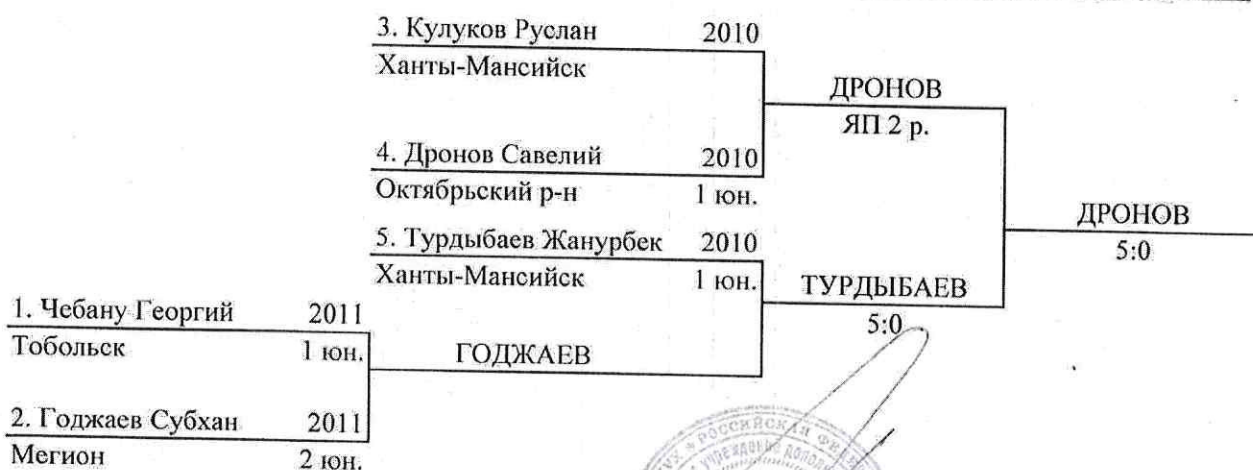 3. Кулуков Руслан 2010
Ханты-Мансийск
ДРОНОВ
ЯП 2 р.
4. Дронов Савелий 2010
Октябрьский р-н 1 юн.
ДРОНОВ
5:0
5. Турдыбаев Жанурбек 2010
Ханты-Мансийск 1 юн.
ТУРДЫБАЕВ
5:0
1. Чебану Георгий 2011
Тобольск 1 юн.
ГОДЖАЕВ
2. Годжаев Субхан 2011
Мегион 2 юн.
РОССИЙСКАЯ